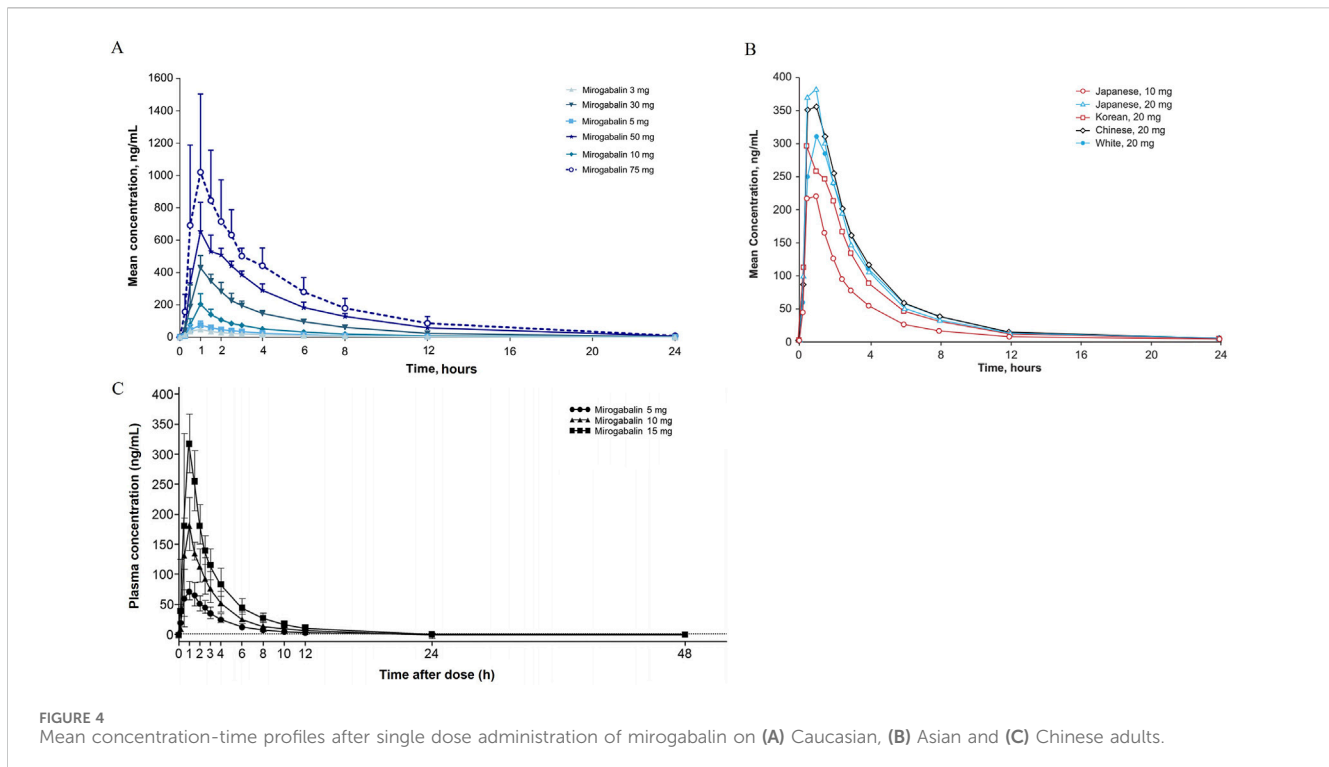 A
Mean concentration, ng/mL
1600
1400
1200
1000
800
600
400
200
0
0 1 2 4 6 8 12 16 20 24
Time, hours
Mirogabalin 3 mg
Mirogabalin 30 mg
Mirogabalin 5 mg
Mirogabalin 50 mg
Mirogabalin 10 mg
Mirogabalin 75 mg
B
Mean Concentration, ng/mL
400
350
300
250
200
150
100
50
0
0 4 8 12 16 20 24
Time, hours
Japanese, 10 mg
Japanese, 20 mg
Korean, 20 mg
Chinese, 20 mg
White, 20 mg
C
Plasma concentration (ng/mL)
400
350
300
250
200
150
100
50
0
0 1 2 3 4 6 8 10 12 24 48
Time after dose (h)
Mirogabalin 5 mg
Mirogabalin 10 mg
Mirogabalin 15 mg
FIGURE 4
Mean concentration-time profiles after single dose administration of mirogabalin on (A) Caucasian, (B) Asian and (C) Chinese adults.